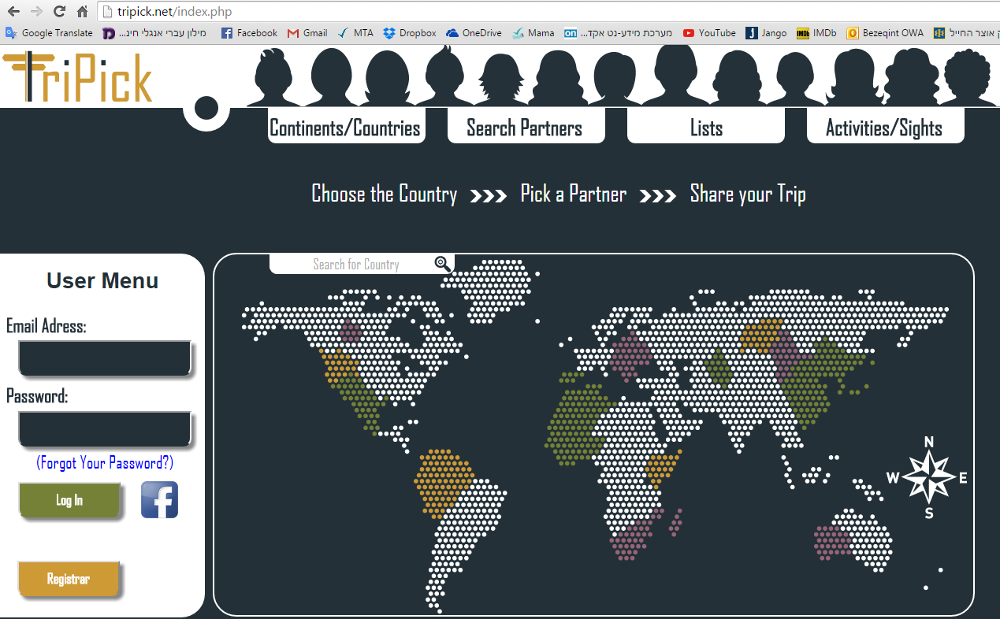 tripick.net/index.php
Google Translate מילון עברי אנגלי חינ... Facebook Gmail MTA Dropbox OneDrive Mama מערכת מידע-נט אקד... YouTube Jango IMDb Bezeqint OWA ק אוצר החייל
TriPick
Continents/Countries Search Partners Lists Activities/Sights
Choose the Country >>> Pick a Partner >>> Share your Trip
Search for Country
User Menu
Email Adress:
Password:
(Forgot Your Password?)
Log In
Registrar
N
W E
S